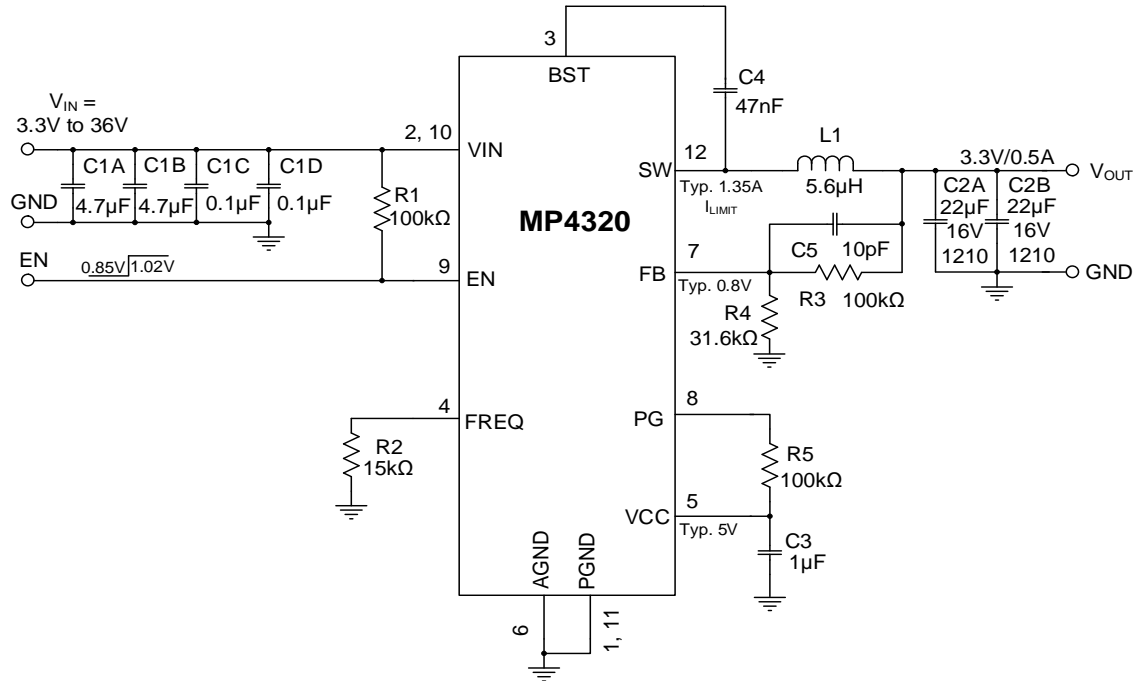 3
BST
C4
47nF
V_IN =
3.3V to 36V
2, 10
VIN
C1A
C1B
C1C
C1D
4.7µF
4.7µF
0.1µF
0.1µF
GND
R1
100kΩ
EN
0.85V
1.02V
9
EN
MP4320
12
SW
Typ. 1.35A
I_LIMIT
L1
5.6µH
3.3V/0.5A
V_OUT
C2A
22µF
16V
1210
C2B
22µF
16V
1210
GND
C5
10pF
7
FB
Typ. 0.8V
R3
100kΩ
R4
31.6kΩ
4
FREQ
R2
15kΩ
8
PG
R5
100kΩ
5
VCC
Typ. 5V
C3
1µF
AGND
PGND
6
1, 11